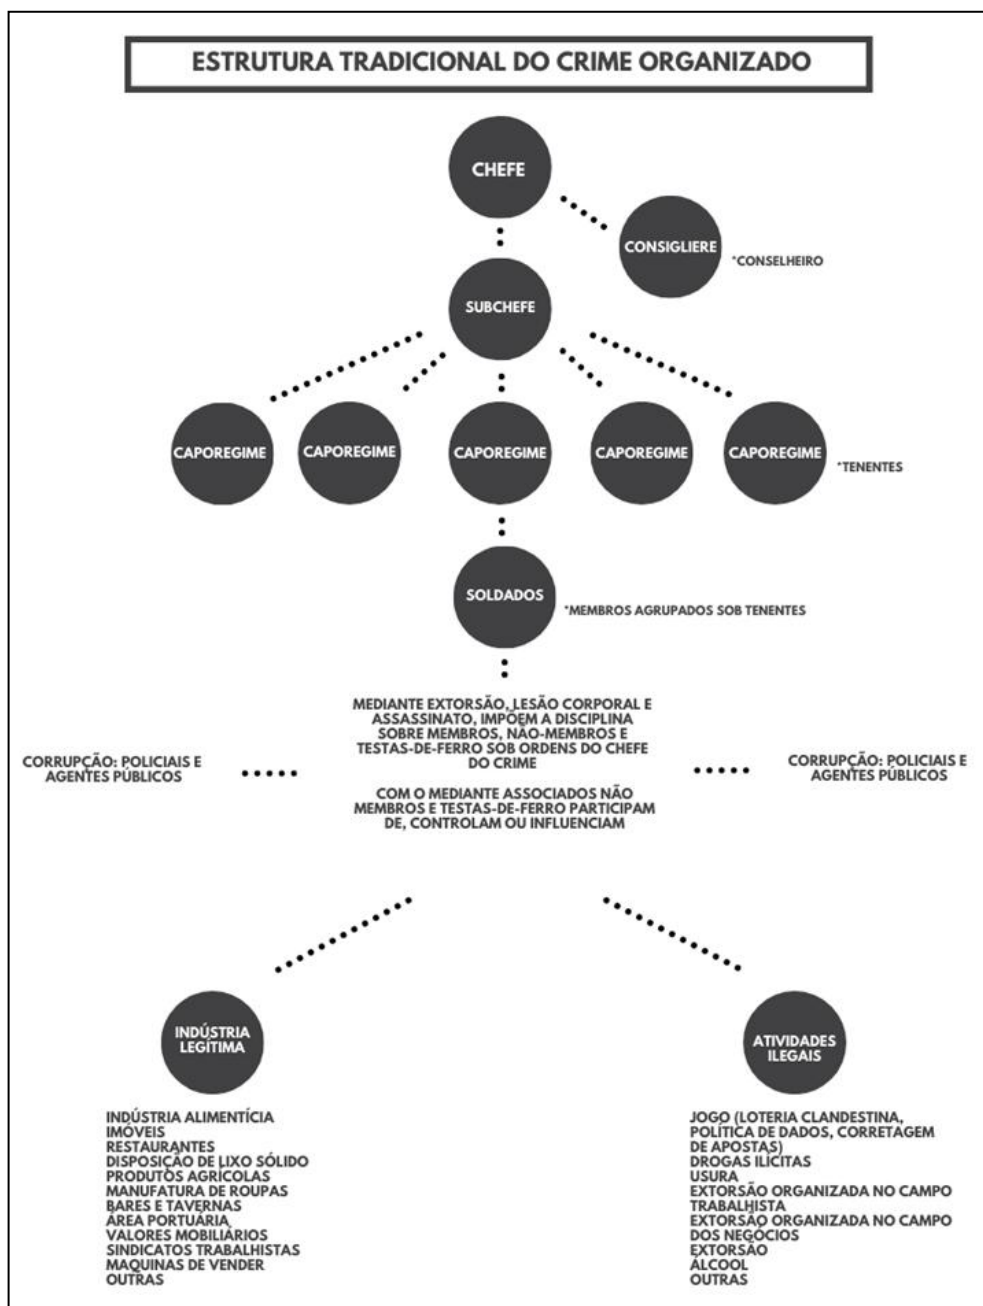 ESTRUTURA TRADICIONAL DO CRIME ORGANIZADO
CHEFE
CONSIGLIERE
*CONSELHEIRO
SUBCHEFE
CAPOREGIME
CAPOREGIME
CAPOREGIME
CAPOREGIME
CAPOREGIME
*TENENTES
SOLDADOS
*MEMBROS AGRUPADOS SOB TENENTES
MEDIANTE EXTORSÃO, LESÃO CORPORAL E
ASSASSINATO, IMPÕEM A DISCIPLINA
SOBRE MEMBROS, NÃO-MEMBROS E
TESTAS-DE-FERRO SOB ORDENS DO CHEFE
DO CRIME
CORRUPÇÃO: POLICIAIS E
AGENTES PÚBLICOS
CORRUPÇÃO: POLICIAIS E
AGENTES PÚBLICOS
COM O MEDIANTE ASSOCIADOS NÃO
MEMBROS E TESTAS-DE-FERRO PARTICIPAM
DE, CONTROLAM OU INFLUENCIAM
INDÚSTRIA
LEGÍTIMA
INDÚSTRIA ALIMENTÍCIA
IMÓVEIS
RESTAURANTES
DISPOSIÇÃO DE LIXO SÓLIDO
PRODUTOS AGRÍCOLAS
MANUFATURA DE ROUPAS
BARES E TAVERNAS
ÁREA PORTUÁRIA
VALORES MOBILIÁRIOS
SINDICATOS TRABALHISTAS
MAQUINAS DE VENDER
OUTRAS
ATIVIDADES
ILEGAIS
JOGO (LOTERIA CLANDESTINA,
POLÍTICA DE DADOS, CORRETAGEM
DE APOSTAS)
DROGAS ILÍCITAS
USURA
EXTORSÃO ORGANIZADA NO CAMPO
TRABALHISTA
EXTORSÃO ORGANIZADA NO CAMPO
DOS NEGÓCIOS
EXTORSÃO
ÁLCOOL
OUTRAS